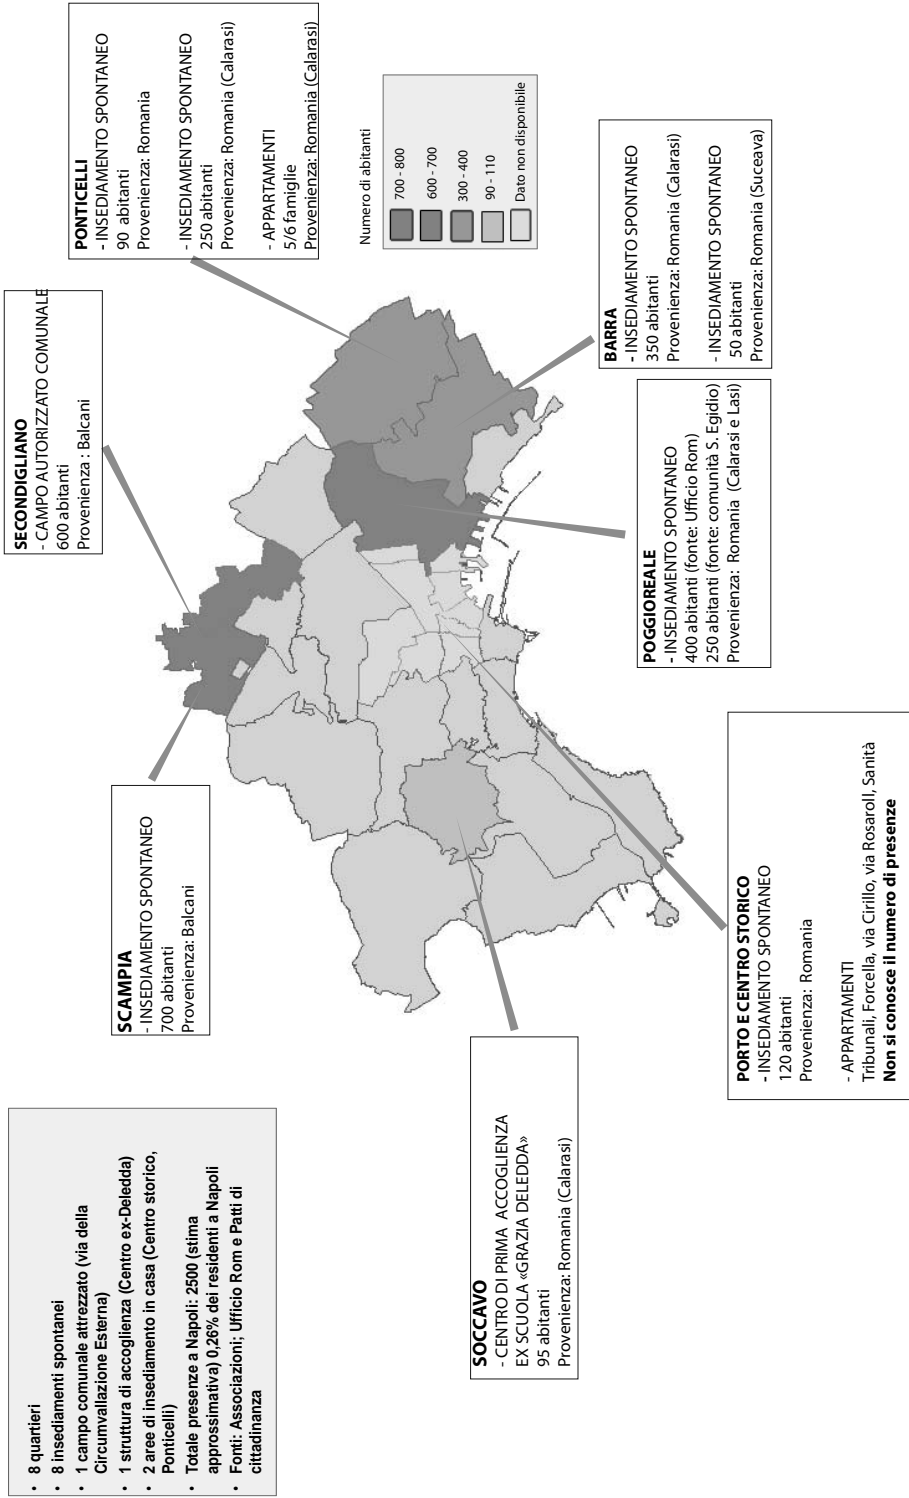 • 8 quartieri
• 8 insediamenti spontanei
• 1 campo comunale attrezzato (via della
Circumvallazione Esterna)
• 1 struttura di accoglienza (Centro ex-Deledda)
• 2 aree di insediamento in casa (Centro storico,
Ponticelli)
• Totale presenze a Napoli: 2500 (stima
approssimativa) 0,26% dei residenti a Napoli
• Fonti: Associazioni; Ufficio Rom e Patti di
cittadinanza
SCAMPIA
- INSEDIAMENTO SPONTANEO
700 abitanti
Provenienza: Balcani
SECONDIGLIANO
- CAMPO AUTORIZZATO COMUNALE
600 abitanti
Provenienza : Balcani
PONTICELLI
- INSEDIAMENTO SPONTANEO
90 abitanti
Provenienza: Romania
- INSEDIAMENTO SPONTANEO
250 abitanti
Provenienza: Romania (Calarasi)
- APPARTAMENTI
5/6 famiglie
Provenienza: Romania (Calarasi)
Numero di abitanti
700 - 800
600 - 700
300 - 400
90 - 110
Dato non disponibile
SOCCAVO
- CENTRO DI PRIMA ACCOGLIENZA
EX SCUOLA «GRAZIA DELEDDA»
95 abitanti
Provenienza: Romania (Calarasi)
PORTO E CENTRO STORICO
- INSEDIAMENTO SPONTANEO
120 abitanti
Provenienza: Romania
- APPARTAMENTI
Tribunali, Forcella, via Cirillo, via Rosaroll, Sanità
Non si conosce il numero di presenze
POGGIOREALE
- INSEDIAMENTO SPONTANEO
400 abitanti (fonte: Ufficio Rom)
250 abitanti (fonte: comunità S. Egidio)
Provenienza: Romania (Calarasi e Lasi)
BARRA
- INSEDIAMENTO SPONTANEO
350 abitanti
Provenienza: Romania (Calarasi)
- INSEDIAMENTO SPONTANEO
50 abitanti
Provenienza: Romania (Suceava)